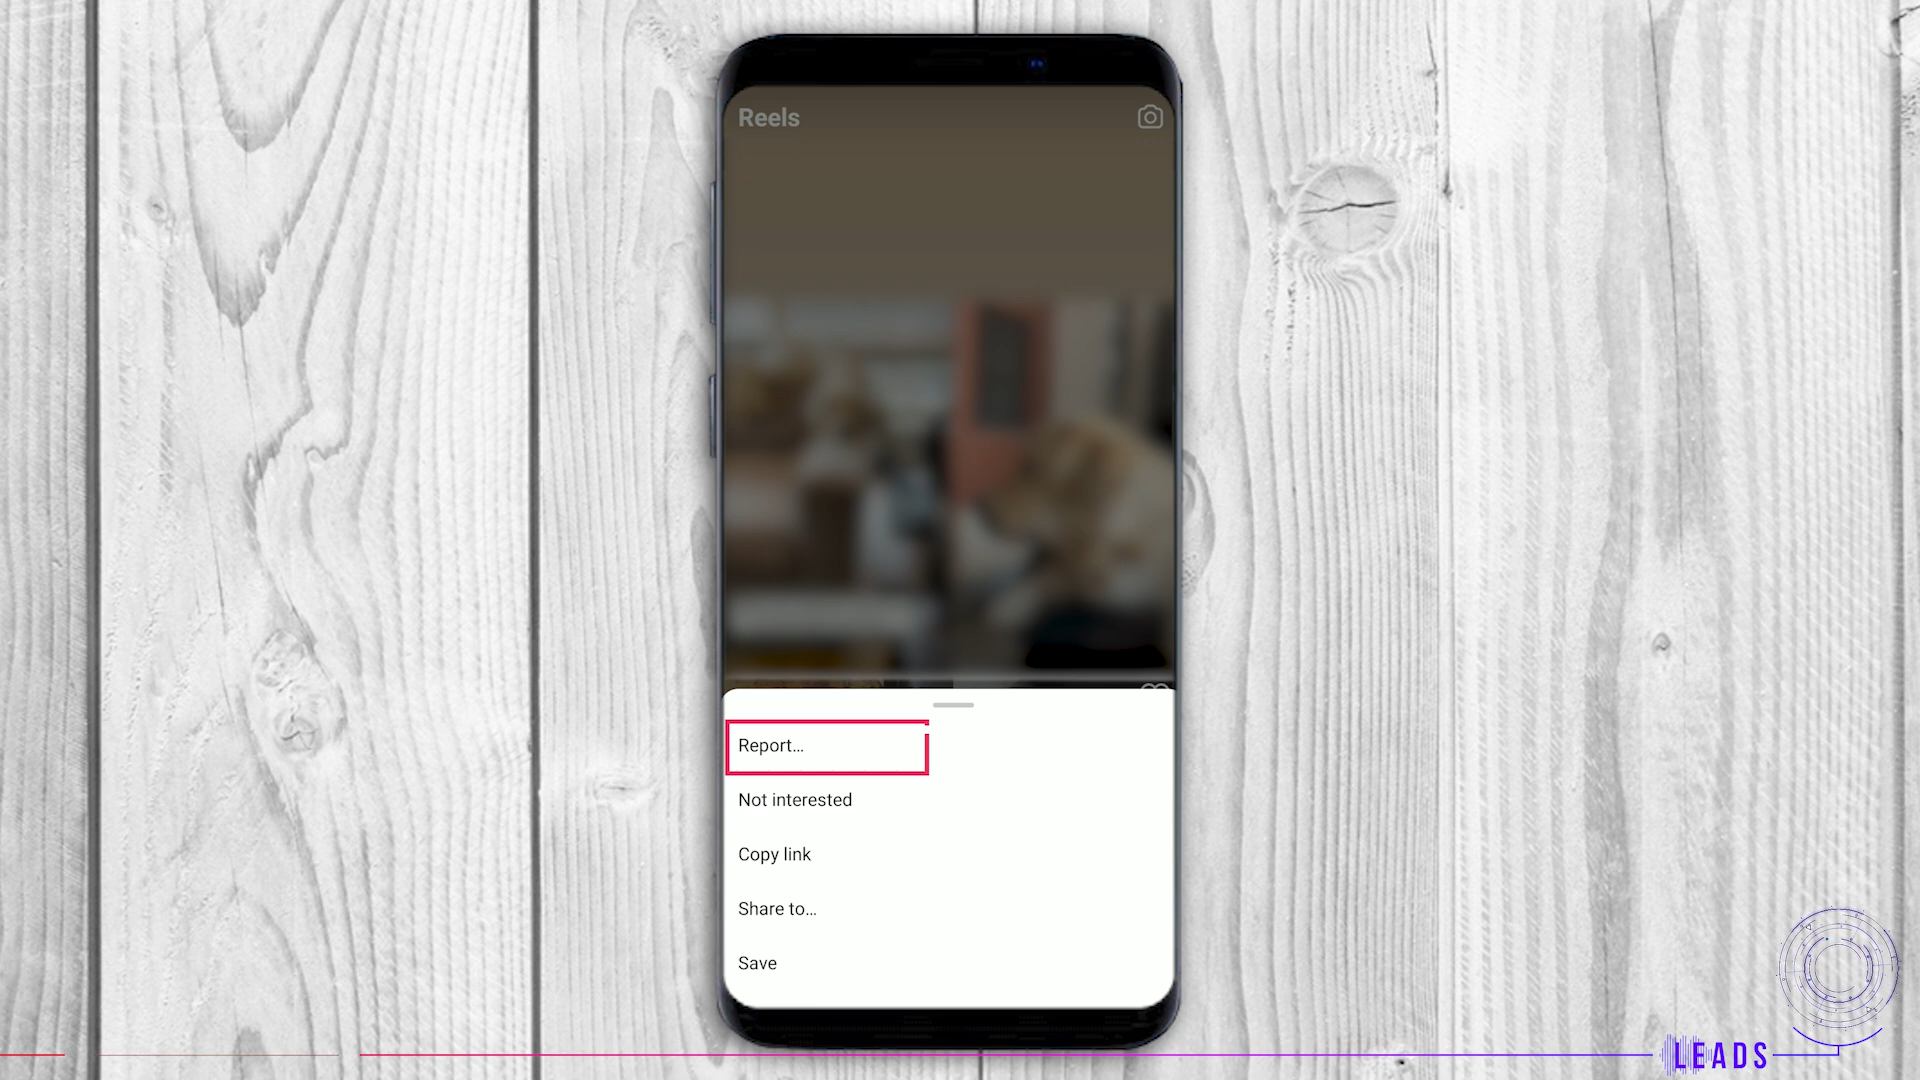 Reels
Report...
Not interested
Copy link
Share to...
Save
LEADS